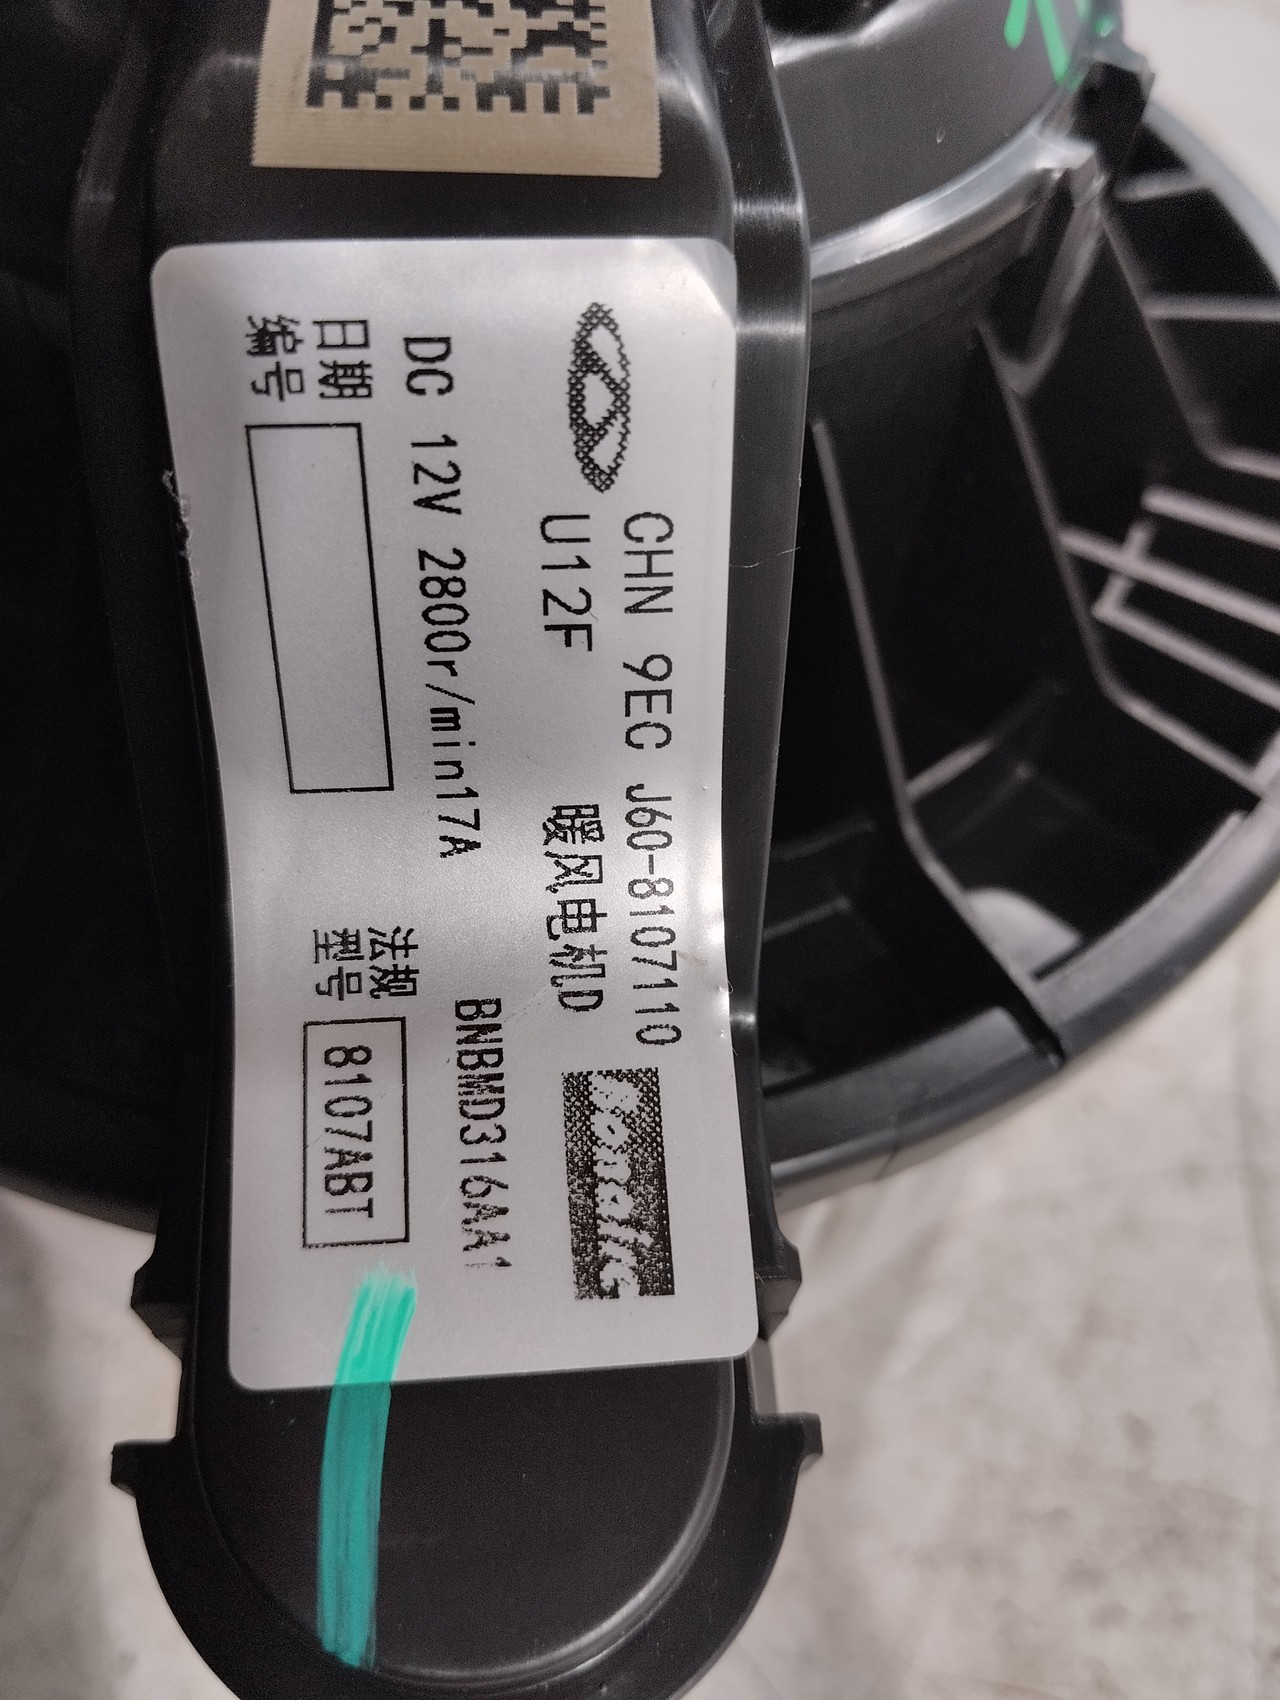 CHN 9EC J60-8107110
U12F 暖风电机D
DC 12V 2800r/min17A BNBMD316AA1
日期
编号
法规
型号
8107ABT